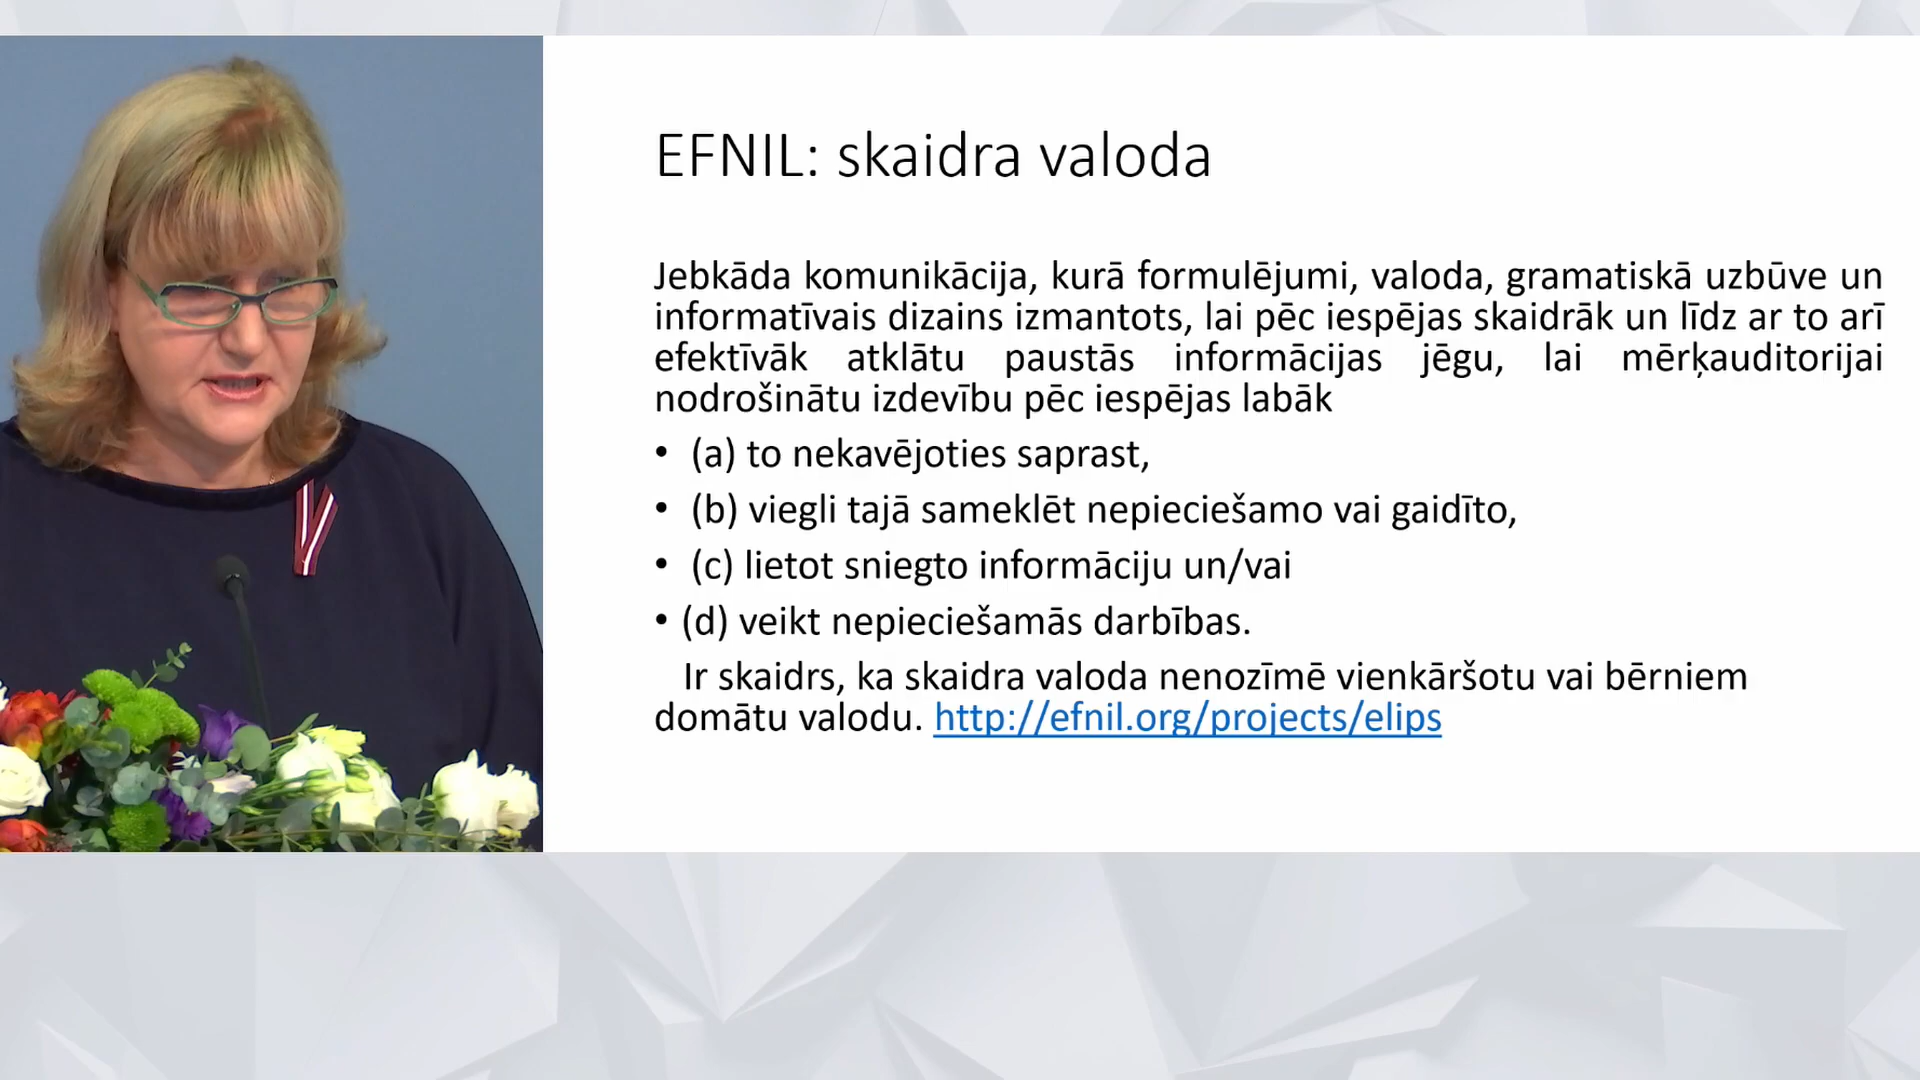 EFNIL: skaidra valoda
Jebkāda komunikācija, kurā formulējumi, valoda, gramatiskā uzbūve un
informatīvais dizains izmantots, lai pēc iespējas skaidrāk un līdz ar to arī
efektīvāk atklātu paustās informācijas jēgu, lai mērķauditorijai
nodrošinātu izdevību pēc iespējas labāk
• (a) to nekavējoties saprast,
• (b) viegli tajā sameklēt nepieciešamo vai gaidīto,
• (c) lietot sniegto informāciju un/vai
• (d) veikt nepieciešamās darbības.
Ir skaidrs, ka skaidra valoda nenozīmē vienkāršotu vai bērniem
domātu valodu. http://efnil.org/projects/elips